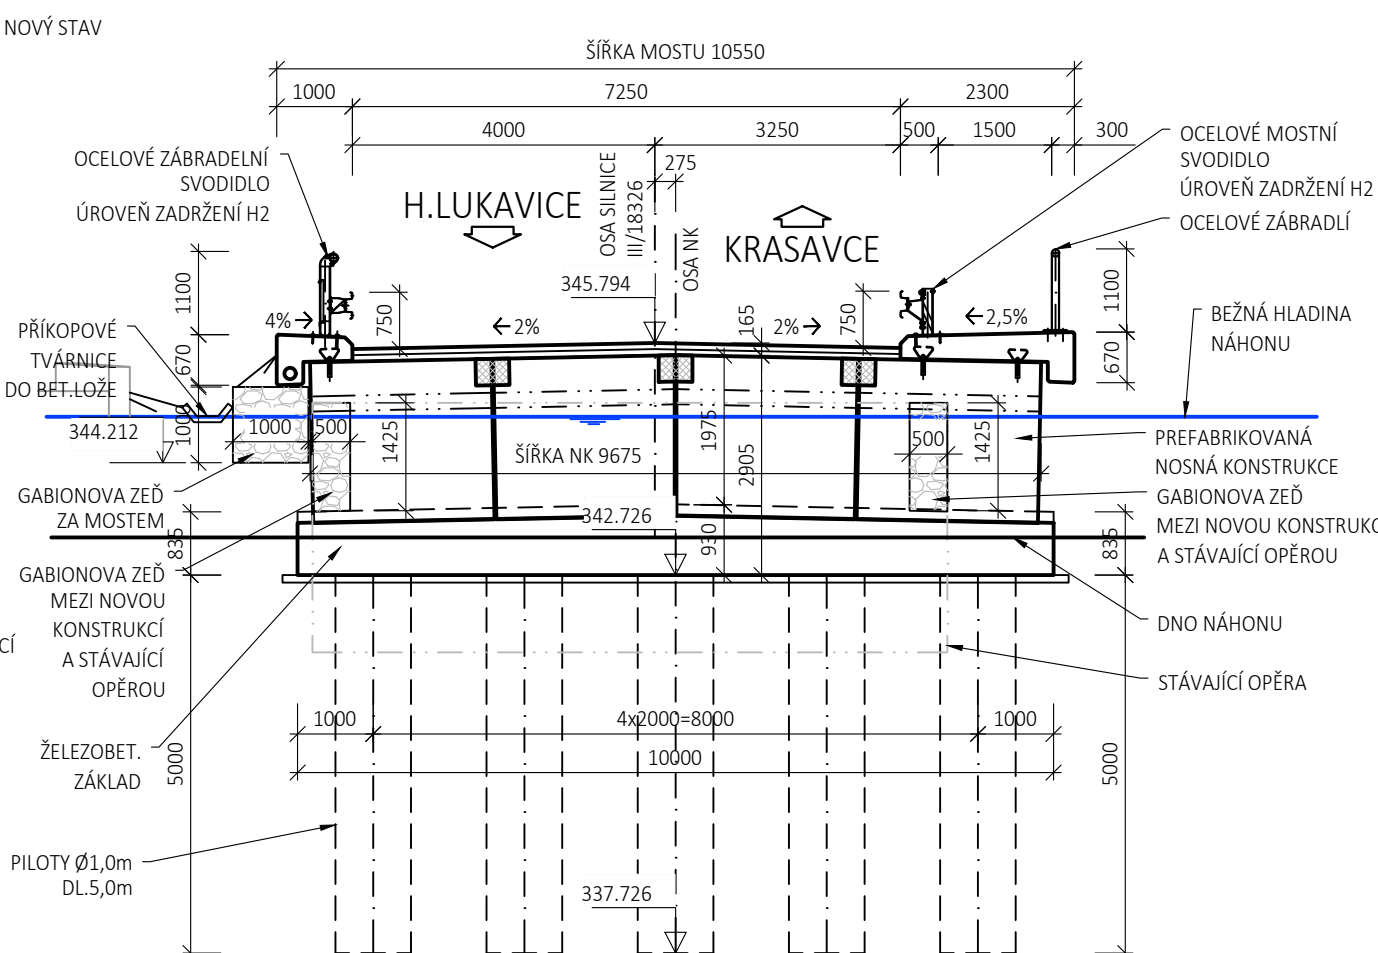 NOVÝ STAV
ŠÍŘKA MOSTU 10550
1000
7250
2300
4000
3250
500
1500
300
275
OCELOVÉ ZÁBRADELNÍ
SVODIDLO
ÚROVEŇ ZADRŽENÍ H2
OCELOVÉ MOSTNÍ
SVODIDLO
ÚROVEŇ ZADRŽENÍ H2
OCELOVÉ ZÁBRADLÍ
H.LUKAVICE
OSA SILNICE
III/18326
OSA NK
KRASAVCE
345.794
1100
670
1000
4%
750
2%
165
2%
750
2,5%
1100
670
PŘÍKOPOVÉ
TVÁRNICE
DO BET.LOŽE
BEŽNÁ HLADINA
NÁHONU
344.212
1000
500
1425
ŠÍŘKA NK 9675
1975
2905
500
1425
PREFABRIKOVANÁ
NOSNÁ KONSTRUKCE
GABIONOVA ZEĎ
ZA MOSTEM
GABIONOVA ZEĎ
MEZI NOVOU KONSTRUKC
A STÁVAJÍCÍ OPĚROU
342.726
930
835
835
GABIONOVA ZEĎ
MEZI NOVOU
KONSTRUKCÍ
A STÁVAJÍCÍ
OPĚROU
CÍ
DNO NÁHONU
STÁVAJÍCÍ OPĚRA
1000
4x2000=8000
1000
10000
ŽELEZOBET.
ZÁKLAD
5000
5000
PILOTY Ø1,0m
DL.5,0m
337.726